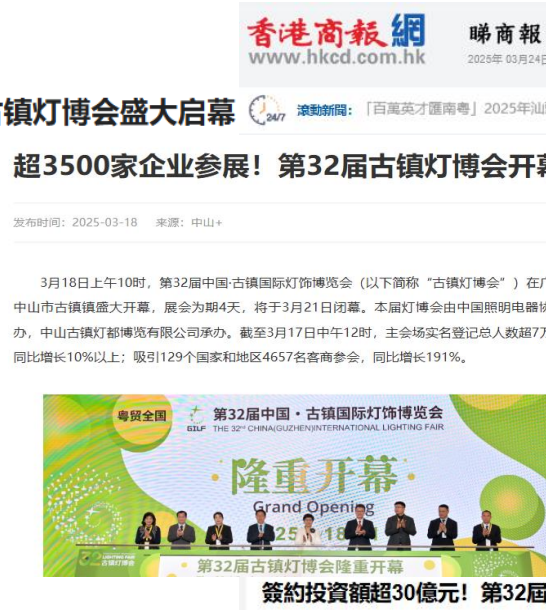 香港商報網
睇商報
www.hkcd.com.hk
2025年 03月24日
古镇灯博会盛大启幕
24/7
滾動新聞：
「百萬英才匯南粵」2025年汕
超3500家企业参展！第32届古镇灯博会开幕
发布时间：2025-03-18 来源：中山+
3月18日上午10时，第32届中国·古镇国际灯饰博览会（以下简称“古镇灯博会”）在广
中山市古镇镇盛大开幕，展会为期4天，将于3月21日闭幕。本届灯博会由中国照明电器协
办，中山古镇灯都博览有限公司承办。截至3月17日中午12时，主会场实名登记总人数超7万
同比增长10%以上；吸引129个国家和地区4657名客商参会，同比增长191%。
粤贸全国
GILF
第32届中国·古镇国际灯饰博览会
THE 32ND CHINA(GUZHEN)INTERNATIONAL LIGHTING FAIR
隆重开幕
Grand Opening
古镇灯博会
第32届古镇灯博会隆重开幕
簽約投資額超30億元！第32屆